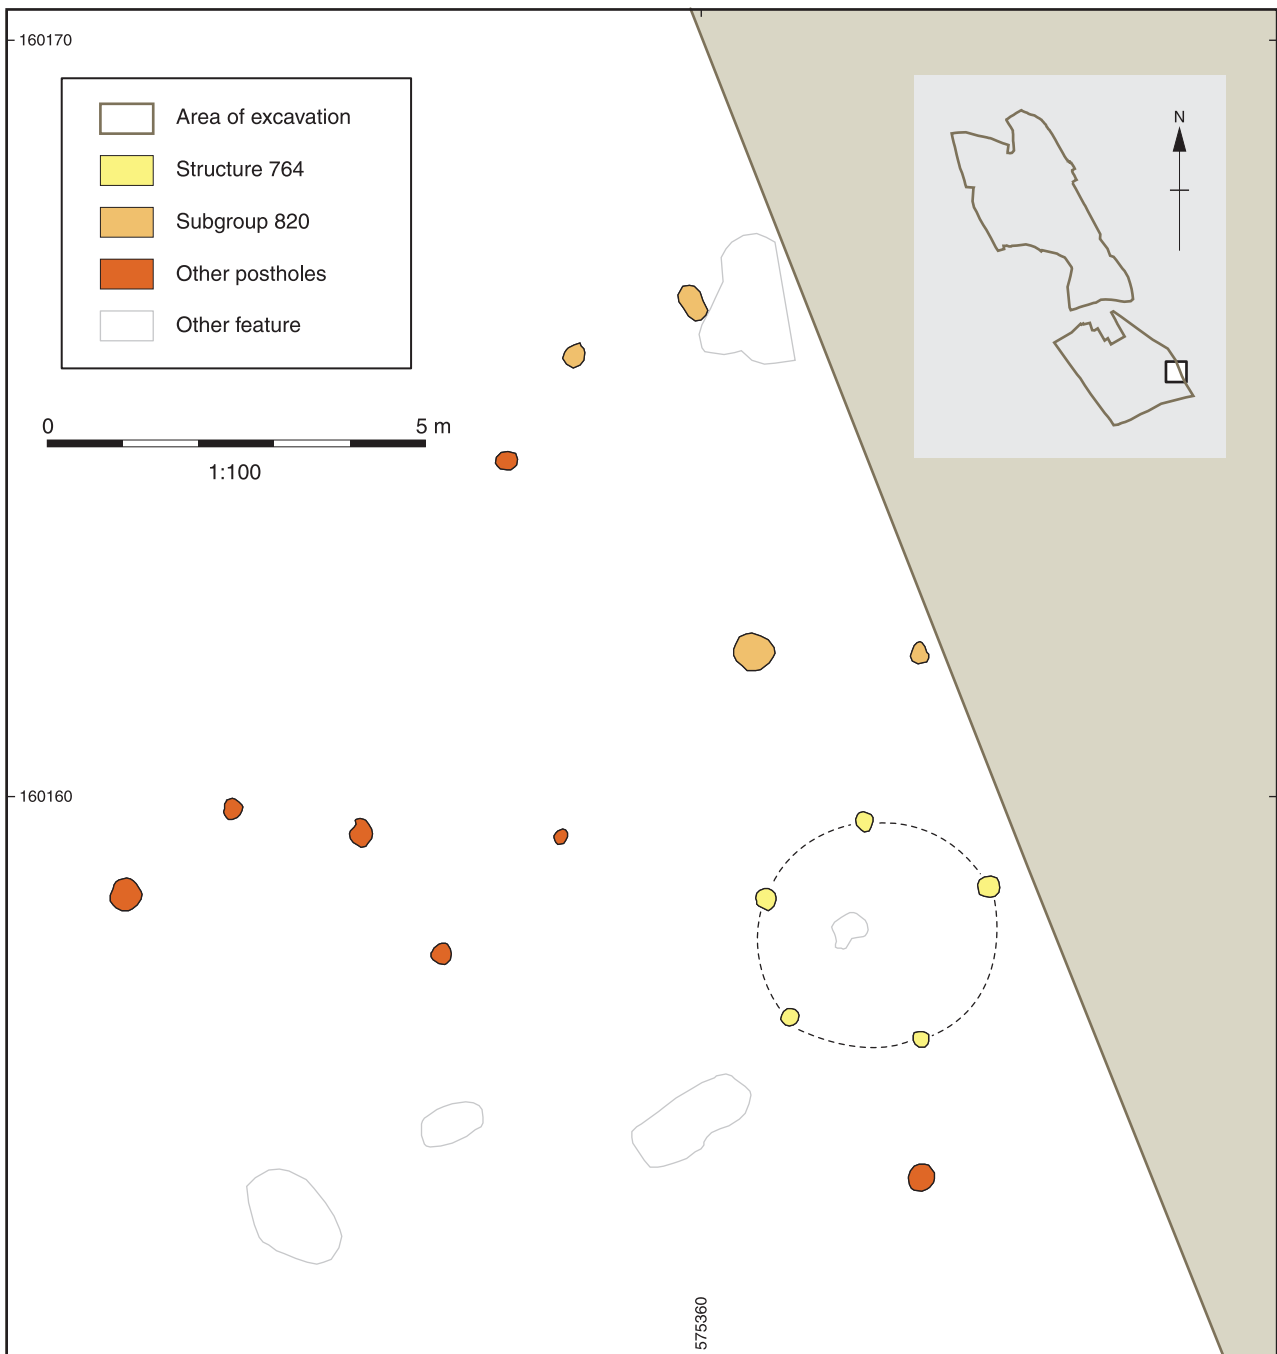 160170
Area of excavation
Structure 764
Subgroup 820
Other postholes
Other feature
N
0 5 m
1:100
160160
575360